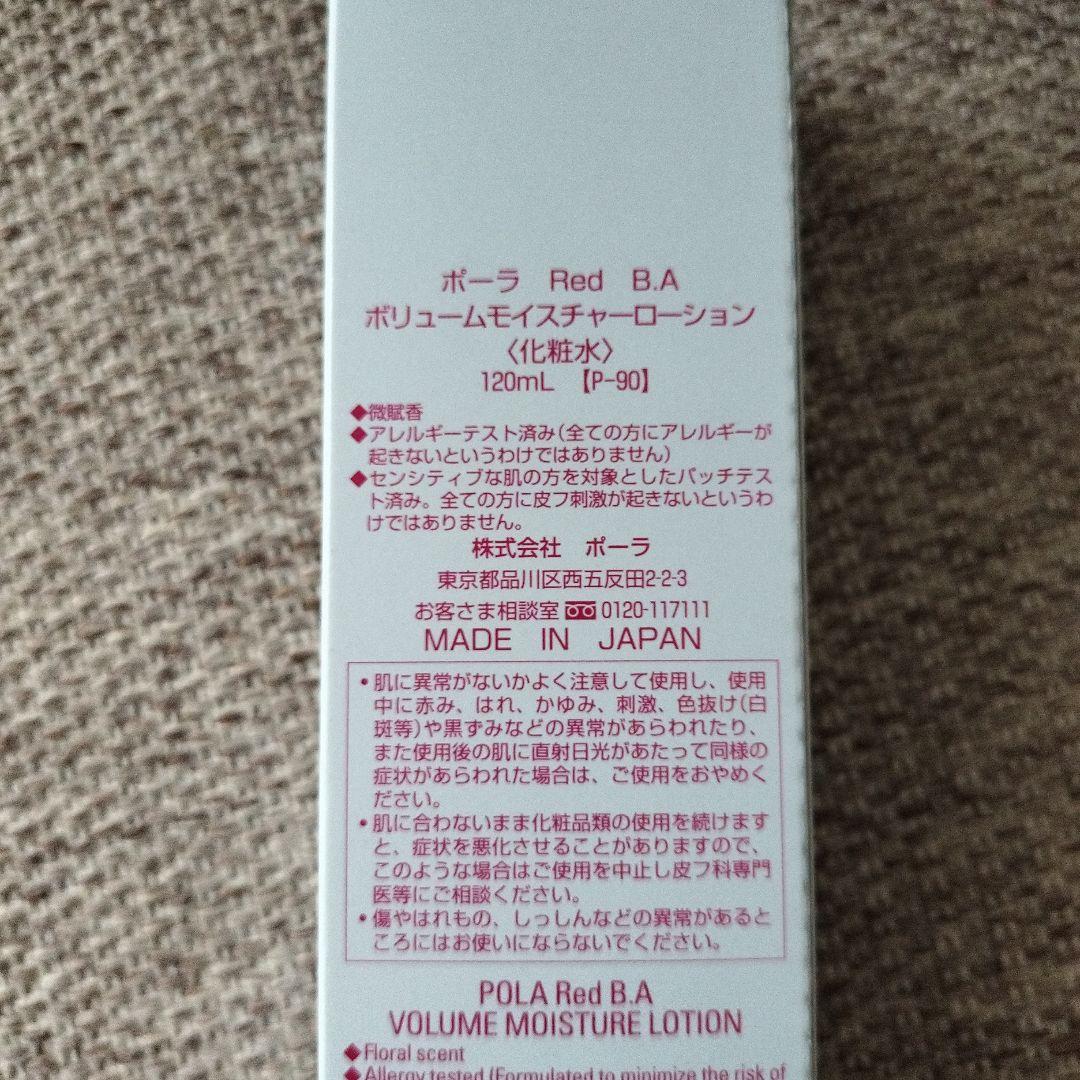 ポーラ Red B.A
ボリュームモイスチャーローション
〈化粧水〉
120mL 【P-90】
◆微賦香
◆アレルギーテスト済み(全ての方にアレルギーが
起きないというわけではありません)
◆センシティブな肌の方を対象としたパッチテス
ト済み。全ての方に皮フ刺激が起きないというわ
けではありません。
株式会社 ポーラ
東京都品川区西五反田2-2-3
お客さま相談室 0120-117111
MADE IN JAPAN
・肌に異常がないかよく注意して使用し、使用
中に赤み、はれ、かゆみ、刺激、色抜け(白
斑等)や黒ずみなどの異常があらわれたり、
また使用後の肌に直射日光があたって同様の
症状があらわれた場合は、ご使用をおやめく
ださい。
・肌に合わないまま化粧品類の使用を続けます
と、症状を悪化させることがありますので、
このような場合はご使用を中止し皮フ科専門
医等にご相談ください。
・傷やはれもの、しっしんなどの異常があると
ころにはお使いにならないでください。
POLA Red B.A
VOLUME MOISTURE LOTION
◆Floral scent
◆Allergy tested (Formulated to minimize the risk of